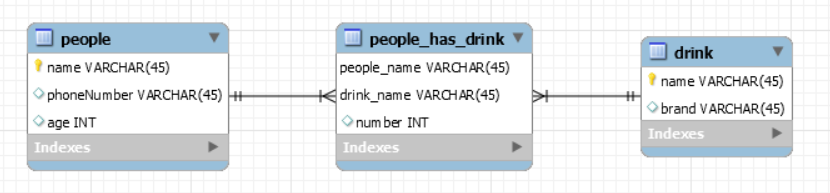 people
name VARCHAR(45)
phoneNumber VARCHAR(45)
age INT
Indexes
people_has_drink
people_name VARCHAR(45)
drink_name VARCHAR(45)
number INT
Indexes
drink
name VARCHAR(45)
brand VARCHAR(45)
Indexes